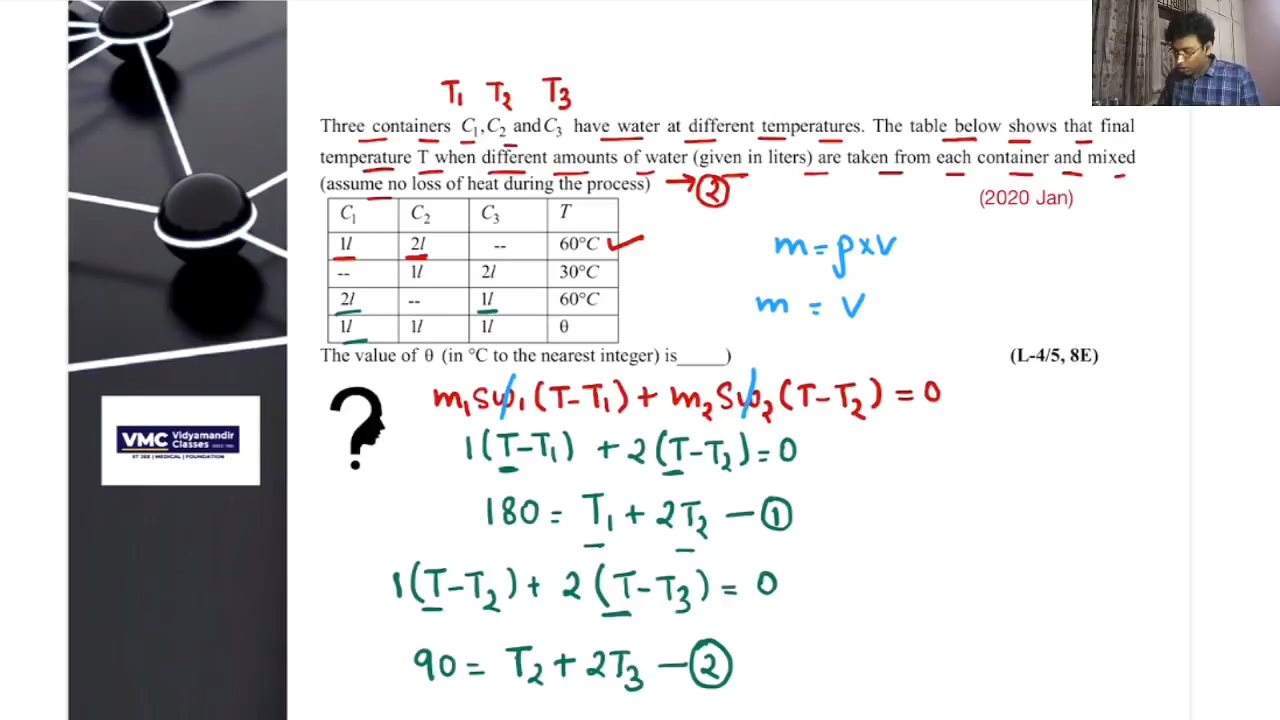 T₁ T₂ T₃
Three containers C₁,C₂ and C₃ have water at different temperatures. The table below shows that final
temperature T when different amounts of water (given in liters) are taken from each container and mixed
(assume no loss of heat during the process) → ②
(2020 Jan)
C₁ C₂ C₃ T
1l 2l -- 60°C ✓
-- 1l 2l 30°C
2l -- 1l 60°C
1l 1l 1l θ
m = ρ x V
m = V
The value of θ (in °C to the nearest integer) is_____) (L-4/5, 8E)
m₁Sω₁(T-T₁) + m₂Sω₂(T-T₂) = 0
1(T-T₁) + 2(T-T₂) = 0
180 = T₁ + 2T₂ — ①
1(T-T₂) + 2(T-T₃) = 0
90 = T₂ + 2T₃ — ②
VMC Vidyamandir
Classes
IIT JEE | MEDICAL | FOUNDATION